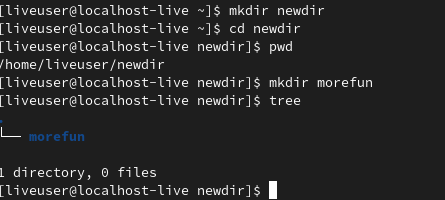 [liveuser@localhost-live ~]$ mkdir newdir
[liveuser@localhost-live ~]$ cd newdir
[liveuser@localhost-live newdir]$ pwd
/home/liveuser/newdir
[liveuser@localhost-live newdir]$ mkdir morefun
[liveuser@localhost-live newdir]$ tree
.
└── morefun

1 directory, 0 files
[liveuser@localhost-live newdir]$